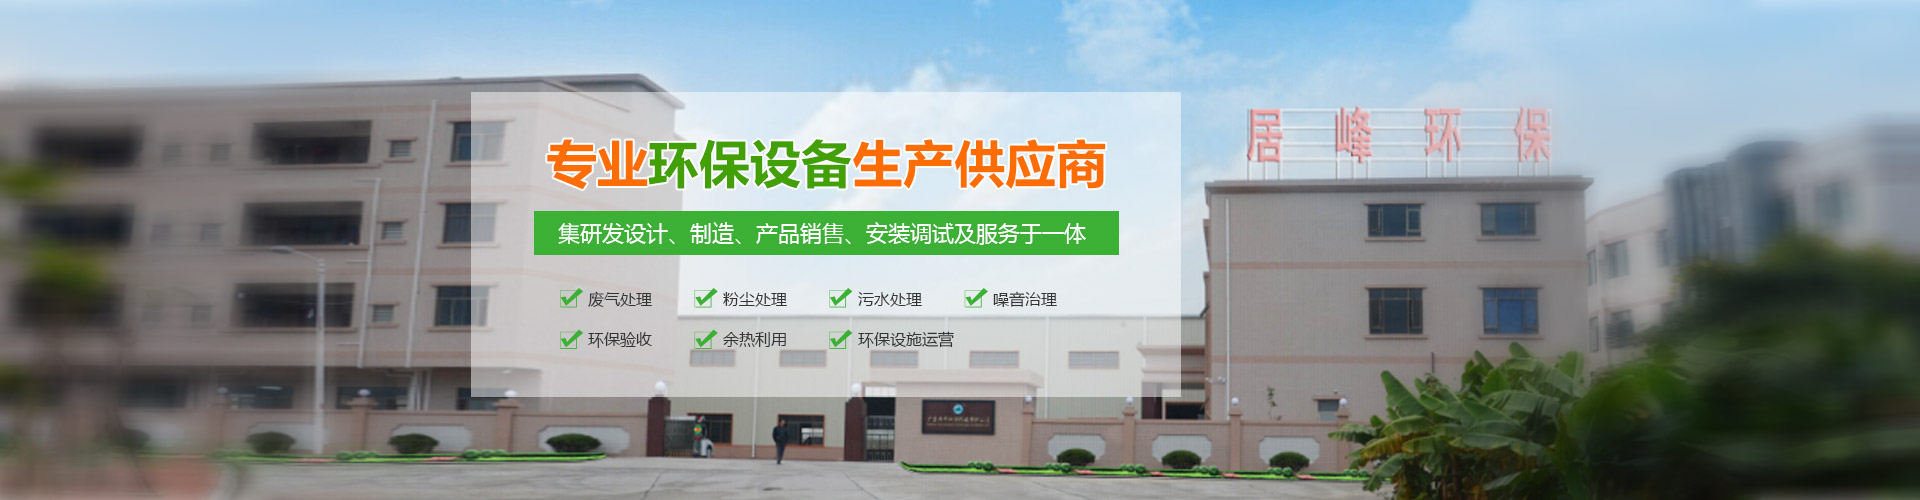 专业环保设备生产供应商
居峰环保
集研发设计、制造、产品销售、安装调试及服务于一体
废气处理 粉尘处理 污水处理 噪音治理
环保验收 余热利用 环保设施运营